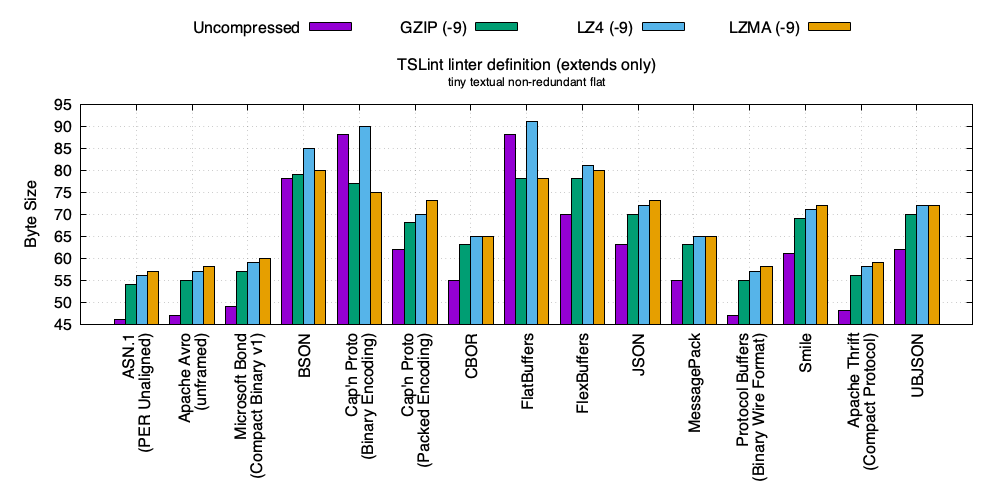 Uncompressed GZIP (-9) LZ4 (-9) LZMA (-9)
TSLint linter definition (extends only)
tiny textual non-redundant flat
Byte Size
95
90
85
80
75
70
65
60
55
50
45
ASN.1
(PER Unaligned)
Apache Avro
(unframed)
Microsoft Bond
(Compact Binary v1)
BSON
Cap'n Proto
(Binary Encoding)
Cap'n Proto
(Packed Encoding)
CBOR
FlatBuffers
FlexBuffers
JSON
MessagePack
Protocol Buffers
(Binary Wire Format)
Smile
Apache Thrift
(Compact Protocol)
UBJSON